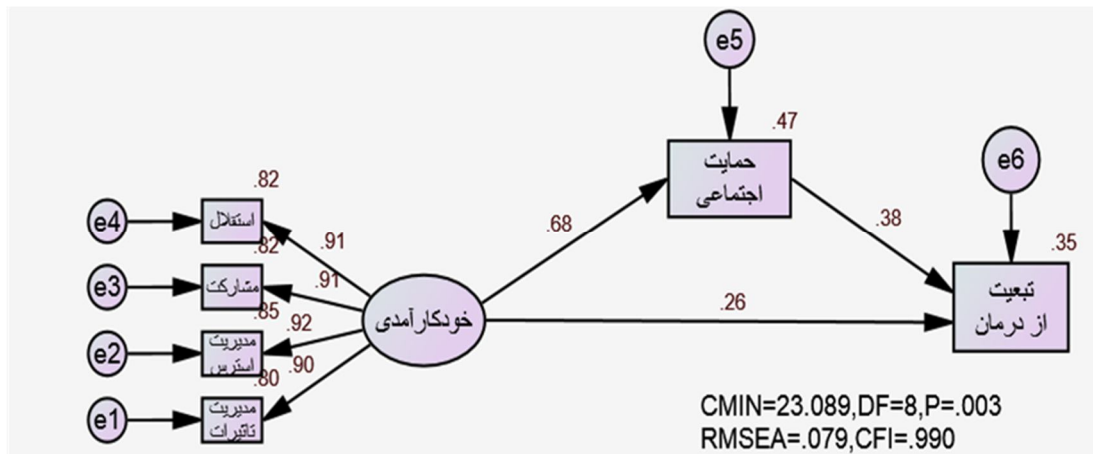 e5
.47
حمایت
اجتماعی
e6
.35
تبعیت
از درمان
.68
.38
.26
خودکارآمدی
.82
e4
استقلال
.91
.82
e3
مشارکت
.91
.85
e2
مدیریت
استرس
.92
.80
e1
مدیریت
تاثیرات
.90
CMIN=23.089,DF=8,P=.003
RMSEA=.079,CFI=.990